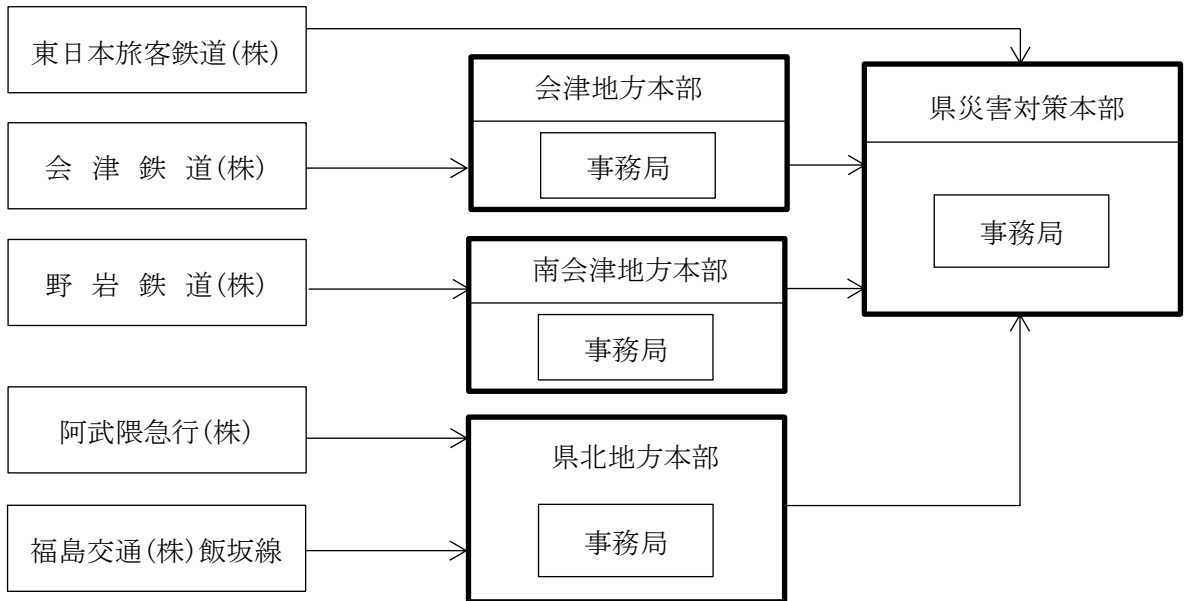 東日本旅客鉄道(株)
会津地方本部
事務局
県災害対策本部
事務局
会津鉄道(株)
野岩鉄道(株)
南会津地方本部
事務局
阿武隈急行(株)
県北地方本部
事務局
福島交通(株)飯坂線